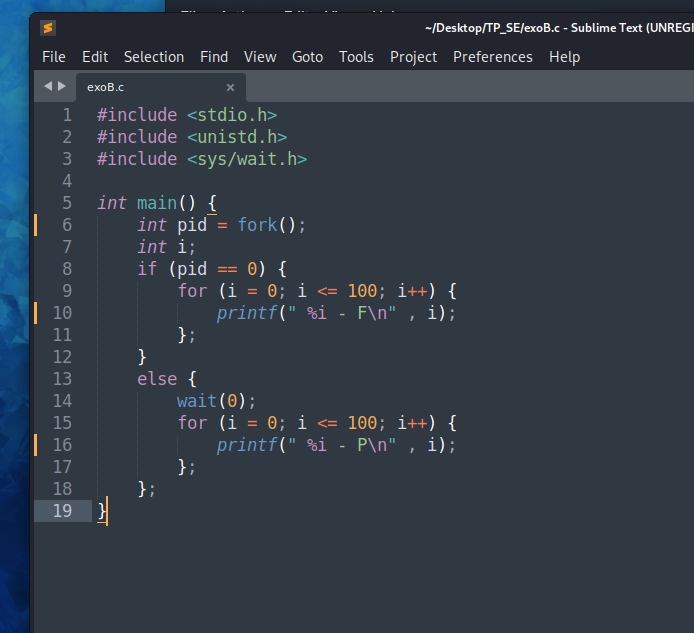 ~/Desktop/TP_SE/exoB.c - Sublime Text (UNREGI
File Edit Selection Find View Goto Tools Project Preferences Help
exoB.c ×
1 #include <stdio.h>
2 #include <unistd.h>
3 #include <sys/wait.h>
4
5 int main() {
6     int pid = fork();
7     int i;
8     if (pid == 0) {
9         for (i = 0; i <= 100; i++) {
10             printf(" %i - F\n" , i);
11         };
12     }
13     else {
14         wait(0);
15         for (i = 0; i <= 100; i++) {
16             printf(" %i - P\n" , i);
17         };
18     };
19 }